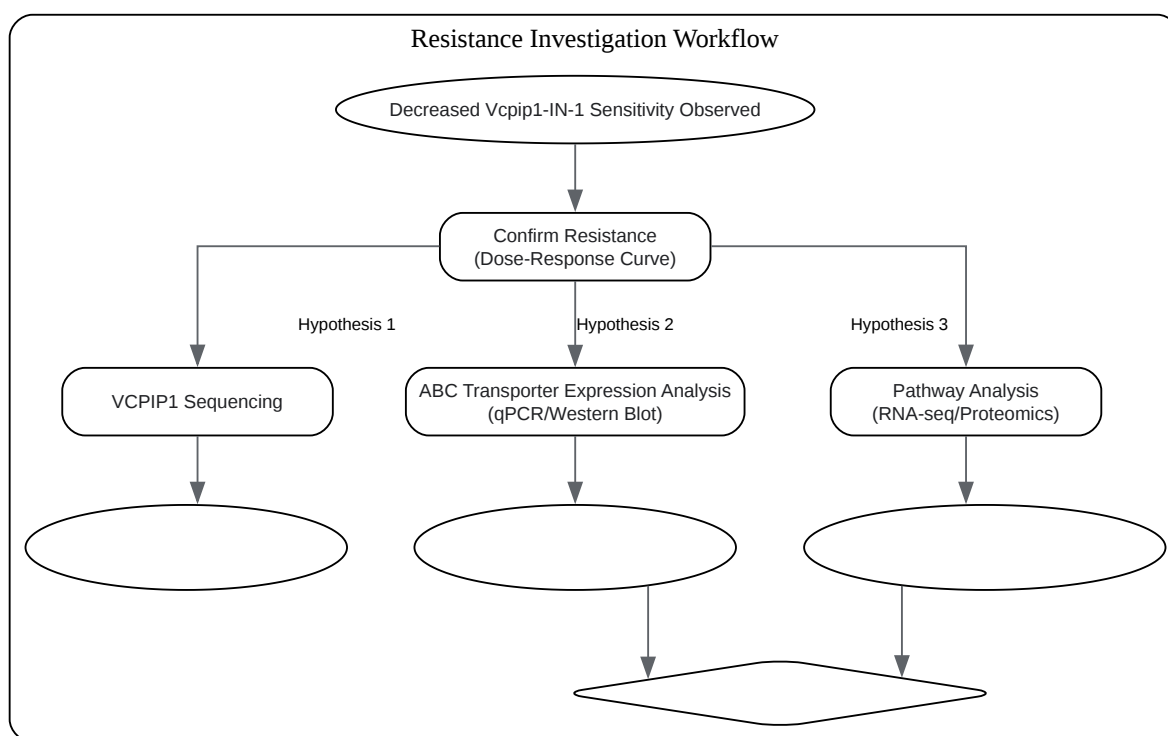 Resistance Investigation Workflow
Decreased Vcpip1-IN-1 Sensitivity Observed
Confirm Resistance
(Dose-Response Curve)
Hypothesis 1
Hypothesis 2
Hypothesis 3
VCPIP1 Sequencing
ABC Transporter Expression Analysis
(qPCR/Western Blot)
Pathway Analysis
(RNA-seq/Proteomics)